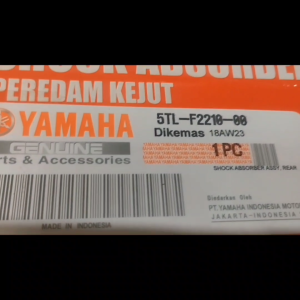 SHOCK ABSORBER
PEREDAM KEJUT
YAMAHA
GENUINE
Parts & Accessories
5TL-F2210-00
Dikemas 18AW23
1 PC
SHOCK ABSORBER ASSY, REAR
Diedarkan Oleh
PT.YAMAHA INDONESIA MOTOR
JAKARTA-INDONESIA
MADE IN INDONESIA